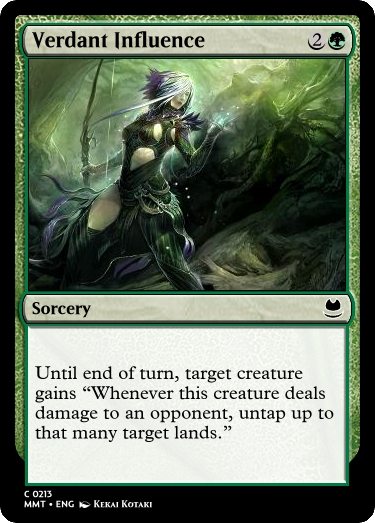 Verdant Influence 2
Sorcery
Until end of turn, target creature
gains “Whenever this creature deals
damage to an opponent, untap up to
that many target lands.”
C 0213
MMT • ENG Kekai Kotaki